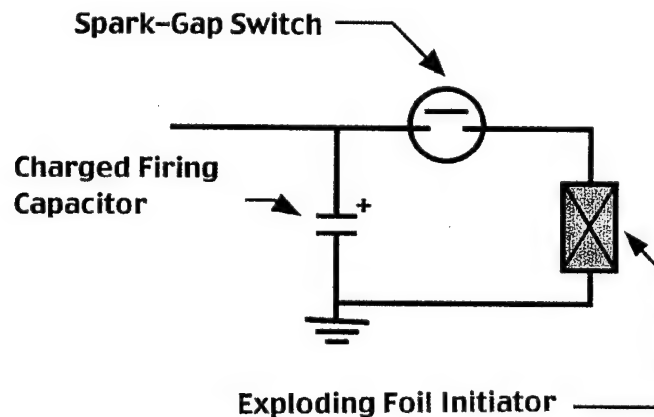 Spark-Gap Switch
Charged Firing
Capacitor
+
Exploding Foil Initiator